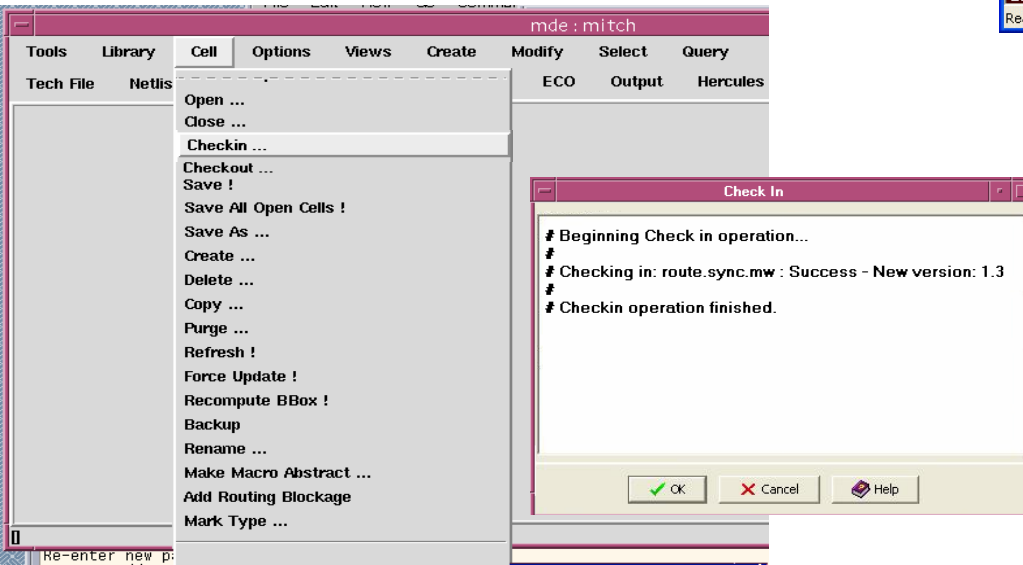 mde : mitch
Tools Library Cell Options Views Create Modify Select Query
Tech File Netlis ECO Output Hercules
Open ...
Close ...
Checkin ...
Checkout ...
Save !
Save All Open Cells !
Save As ...
Create ...
Delete ...
Copy ...
Purge ...
Refresh !
Force Update !
Recompute BBox !
Backup
Rename ...
Make Macro Abstract ...
Add Routing Blockage
Mark Type ...
Check In
# Beginning Check in operation...
#
# Checking in: route.sync.mw : Success - New version: 1.3
#
# Checkin operation finished.
OK Cancel Help
Re-enter new p